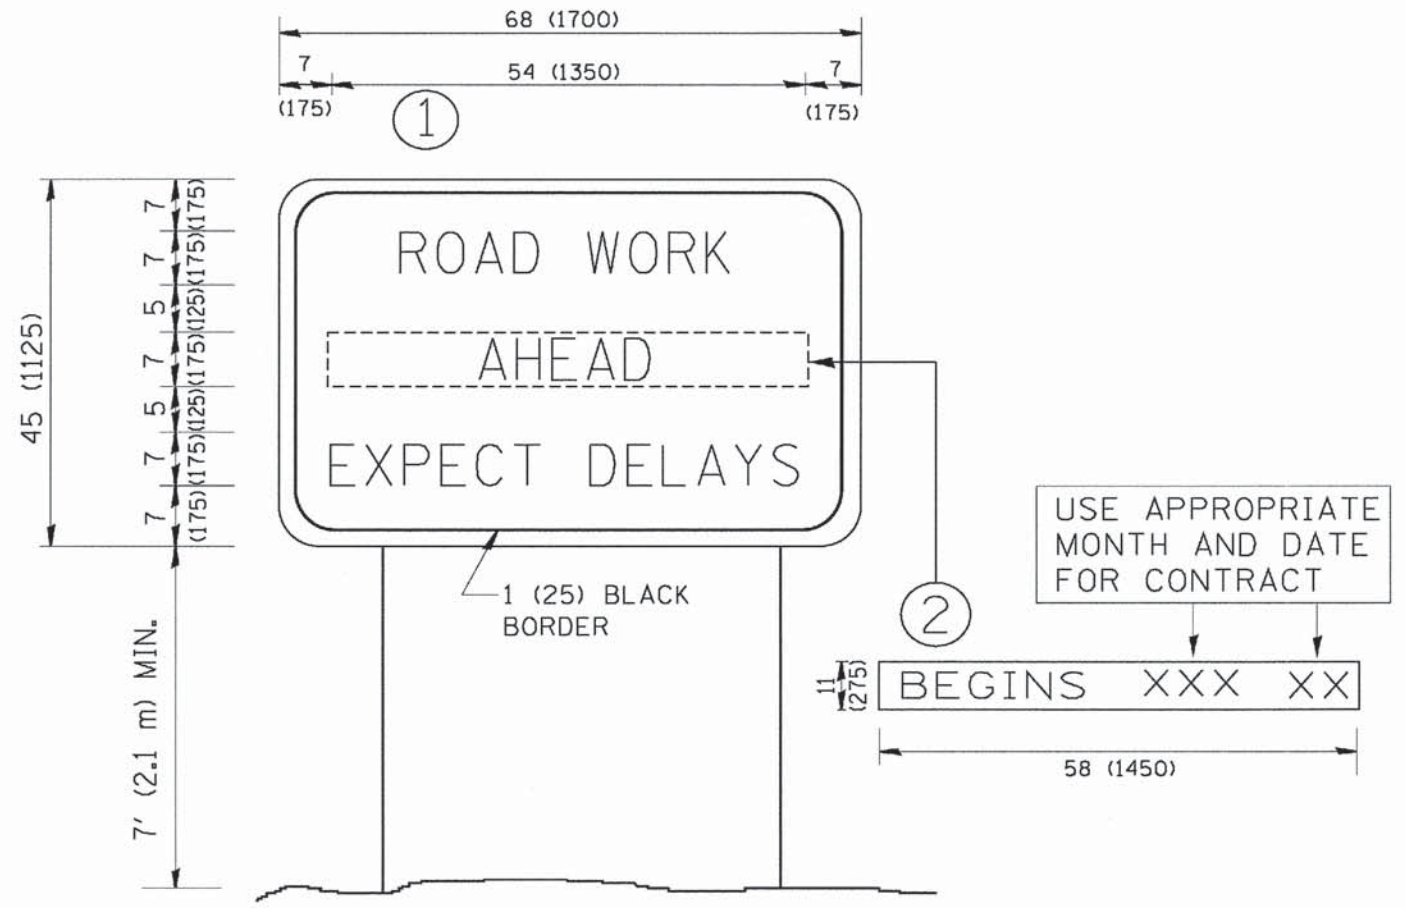 68 (1700)
7
54 (1350)
7
(175)
(175)
1
45 (1125)
7
(175)
7
(175)
5
(125)
7
(175)
5
(125)
7
(175)
7
(175)
ROAD WORK
AHEAD
EXPECT DELAYS
1 (25) BLACK
BORDER
7' (2.1 m) MIN.
2
USE APPROPRIATE
MONTH AND DATE
FOR CONTRACT
11
(275)
BEGINS XXX XX
58 (1450)